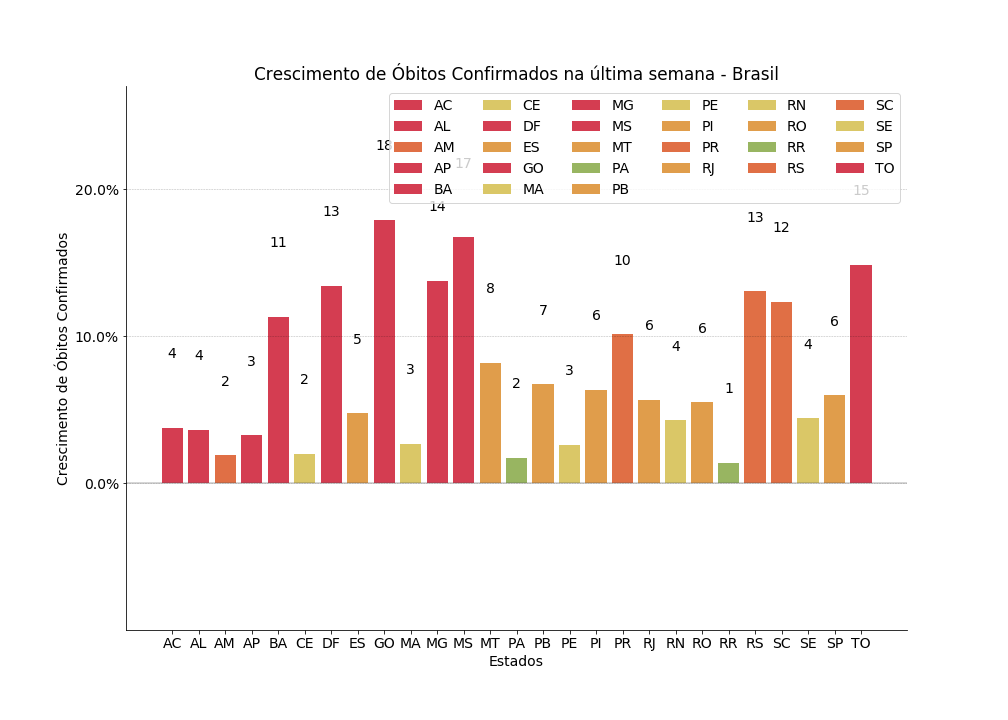 Crescimento de Óbitos Confirmados na última semana - Brasil
AC CE MG PE RN SC
AL DF MS PI RO SE
AM ES MT PR RR SP
AP GO PA RJ RS TO
BA MA PB
Crescimento de Óbitos Confirmados
20.0%
10.0%
0.0%
4 4 2 3 11 2 13 5 18 3 14 17 8 2 7 3 6 10 6 4 6 1 13 12 4 6 15
AC AL AM AP BA CE DF ES GO MA MG MS MT PA PB PE PI PR RJ RN RO RR RS SC SE SP TO
Estados